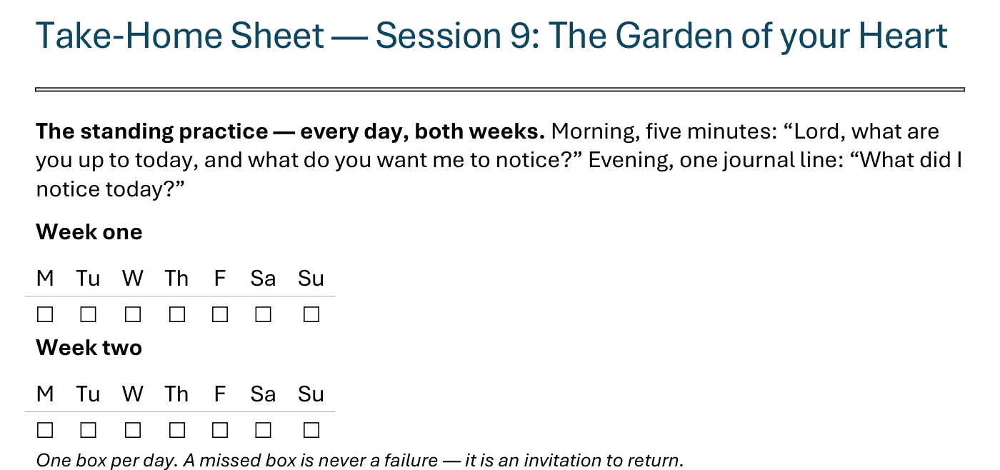 Take-Home Sheet — Session 9: The Garden of your Heart
The standing practice — every day, both weeks. Morning, five minutes: “Lord, what are
you up to today, and what do you want me to notice?” Evening, one journal line: “What did I
notice today?”
Week one
M Tu W Th F Sa Su
☐ ☐ ☐ ☐ ☐ ☐ ☐
Week two
M Tu W Th F Sa Su
☐ ☐ ☐ ☐ ☐ ☐ ☐
One box per day. A missed box is never a failure — it is an invitation to return.